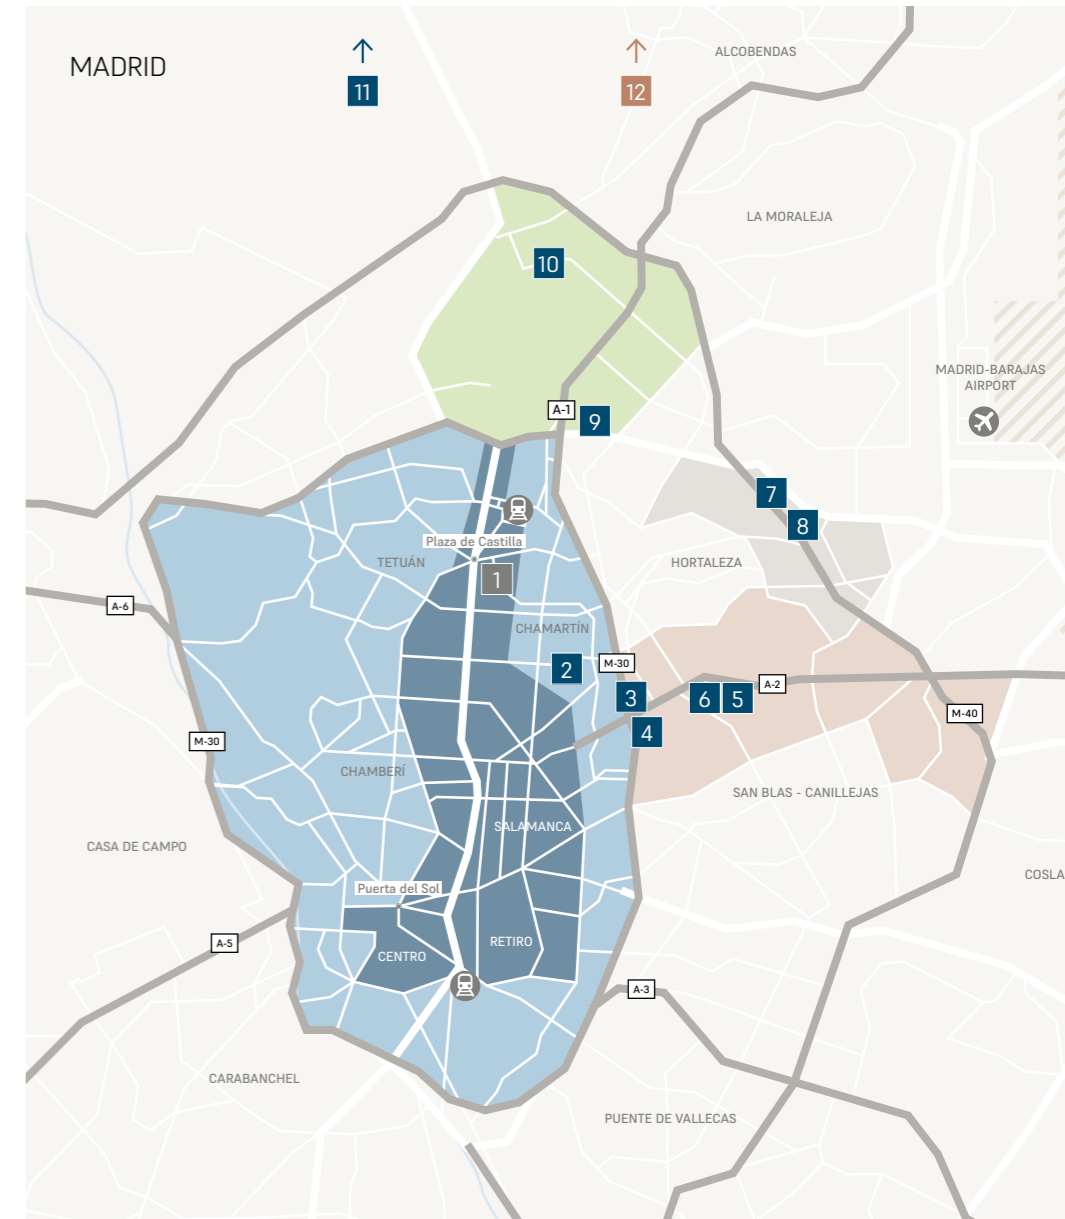 MADRID
11
12
ALCOBENDAS
LA MORALEJA
10
MADRID-BARAJAS
AIRPORT
A-1
9
7
8
Plaza de Castilla
TETUÁN
1
HORTALEZA
A-6
CHAMARTÍN
2
M-30
3
6
5
A-2
4
M-40
M-30
CHAMBERÍ
SAN BLAS - CANILLEJAS
SALAMANCA
CASA DE CAMPO
COSLA
Puerta del Sol
A-5
CENTRO
RETIRO
A-3
CARABANCHEL
PUENTE DE VALLECAS